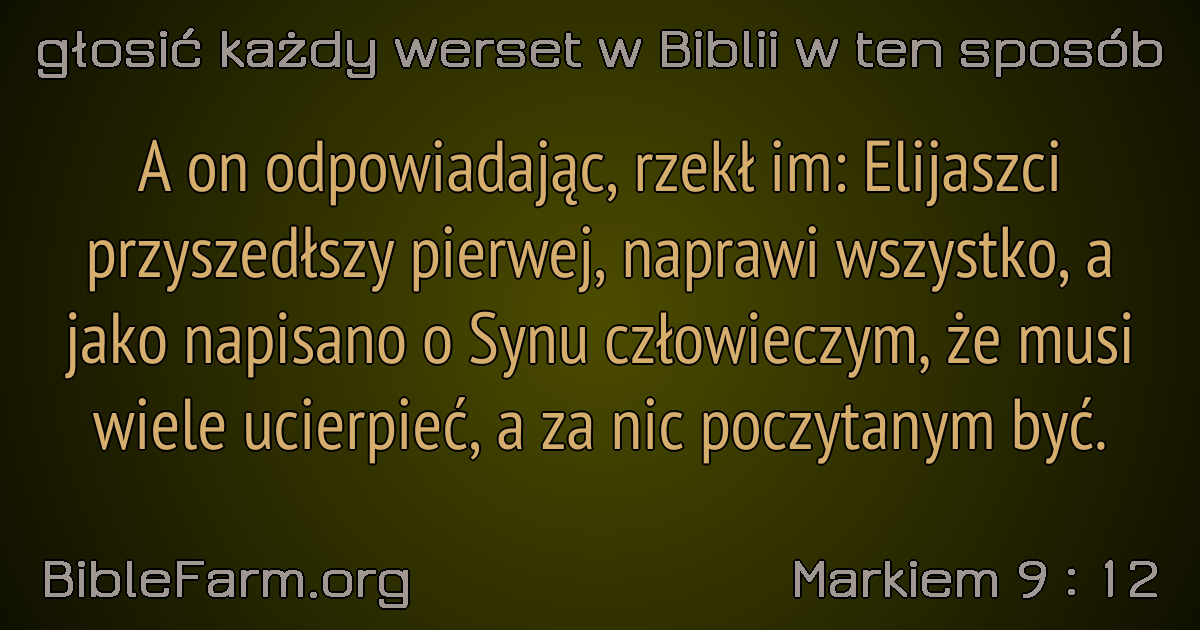 głosić każdy werset w Biblii w ten sposób
A on odpowiadając, rzekł im: Elijaszci
przyszedłszy pierwej, naprawi wszystko, a
jako napisano o Synu człowieczym, że musi
wiele ucierpieć, a za nic poczytanym być.
BibleFarm.org
Markiem 9 : 12